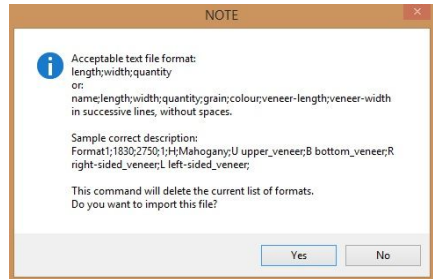 NOTE
Acceptable text file format:
length;width;quantity
or:
name;length;width;quantity;grain;colour;veneer-length;veneer-width
in successive lines, without spaces.
Sample correct description:
Format1;1830;2750;1;H;Mahogany;U upper_veneer;B bottom_veneer;R
right-sided_veneer;L left-sided_veneer;
This command will delete the current list of formats.
Do you want to import this file?
Yes
No